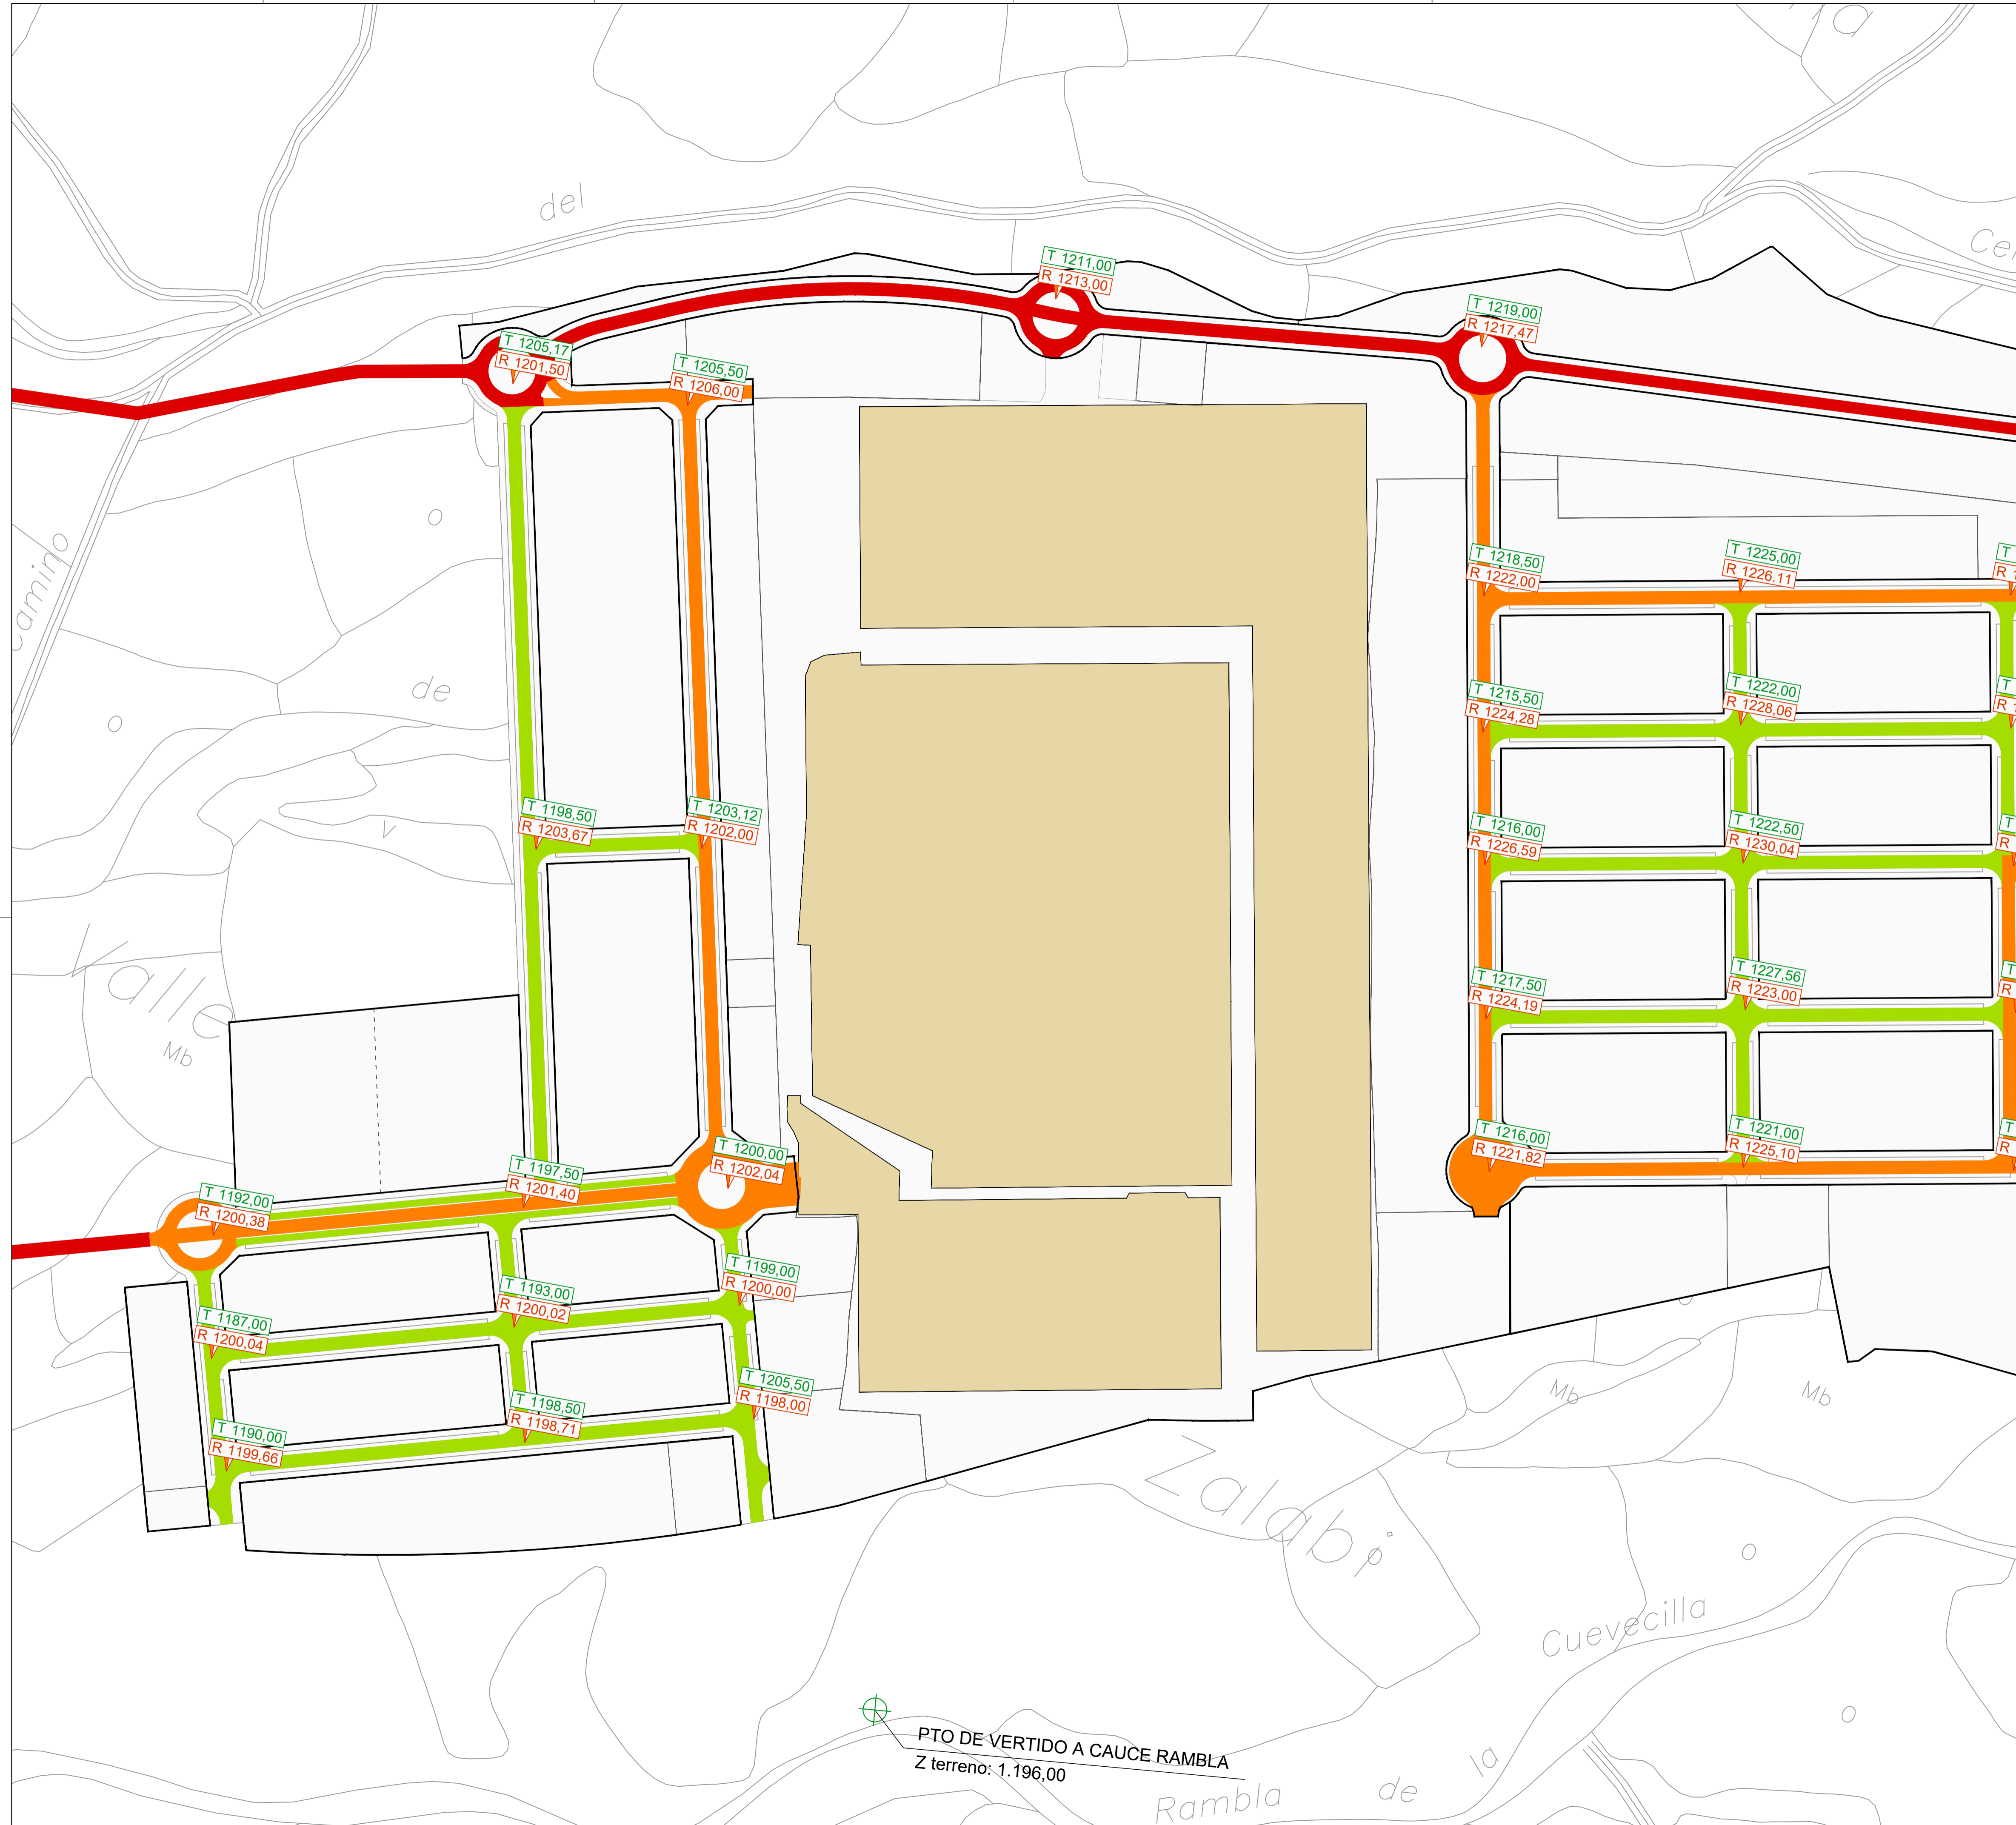 del
T 1211,00
R 1213,00
T 1219,00
R 1217,47
T 1205,17
R 1201,50
T 1205,50
R 1206,00
Camino
de
T 1218,50
R 1222,00
T 1225,00
R 1226.11
T
R
T 1215,50
R 1224,28
T 1222,00
R 1228,06
T
R
T 1198,50
R 1203,67
T 1203,12
R 1202,00
T 1216,00
R 1226,59
T 1222,50
R 1230,04
T
R
Valle
Mb
T 1217,50
R 1224,19
T 1227,56
R 1223,00
T
R
T 1200,00
R 1202,04
T 1216,00
R 1221,82
T 1221,00
R 1225,10
T
R
T 1197,50
R 1201,40
T 1192,00
R 1200,38
T 1199,00
R 1200,00
T 1193,00
R 1200,02
T 1187,00
R 1200,04
T 1205,50
R 1198,00
T 1198,50
R 1198,71
T 1190,00
R 1199,66
Mb
Mb
Zalabi
Cuevecilla
la
de
Rambla
PTO DE VERTIDO A CAUCE RAMBLA
Z terreno: 1.196,00